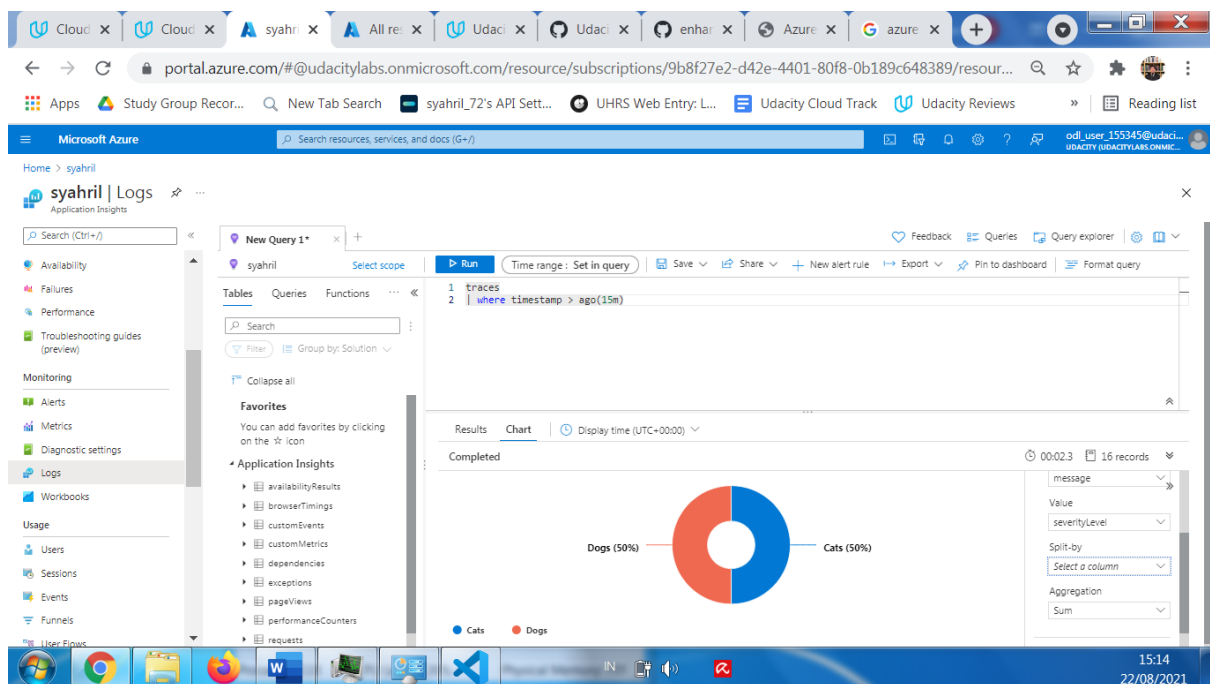 Cloud
Cloud
syahri
All res
Udaci
Udaci
enhan
Azure
azure
portal.azure.com/#@udacitylabs.onmicrosoft.com/resource/subscriptions/9b8f27e2-d42e-4401-80f8-0b189c648389/resour...
Apps
Study Group Recor...
New Tab Search
syahril_72's API Sett...
UHRS Web Entry: L...
Udacity Cloud Track
Udacity Reviews
»
Reading list
Microsoft Azure
Search resources, services, and docs (G+/)
odl_user_155345@udaci...
UDACITY (UDACITYLABS.ONMIC...
Home > syahril
syahril | Logs
Application Insights
Search (Ctrl+/)
Availability
Failures
Performance
Troubleshooting guides
(preview)
Monitoring
Alerts
Metrics
Diagnostic settings
Logs
Workbooks
Usage
Users
Sessions
Events
Funnels
User Flows
New Query 1*
Feedback
Queries
Query explorer
syahril
Select scope
Run
Time range : Set in query
Save
Share
New alert rule
Export
Pin to dashboard
Format query
Tables
Queries
Functions
Search
Filter
Group by: Solution
Collapse all
Favorites
You can add favorites by clicking
on the ☆ icon
Application Insights
availabilityResults
browserTimings
customEvents
customMetrics
dependencies
exceptions
pageViews
performanceCounters
requests
1 traces
2 | where timestamp > ago(15m)
Results
Chart
Display time (UTC+00:00)
Completed
00:02.3
16 records
Dogs (50%)
Cats (50%)
Cats
Dogs
message
Value
severityLevel
Split-by
Select a column
Aggregation
Sum
Physical Memory
IN
15:14
22/08/2021